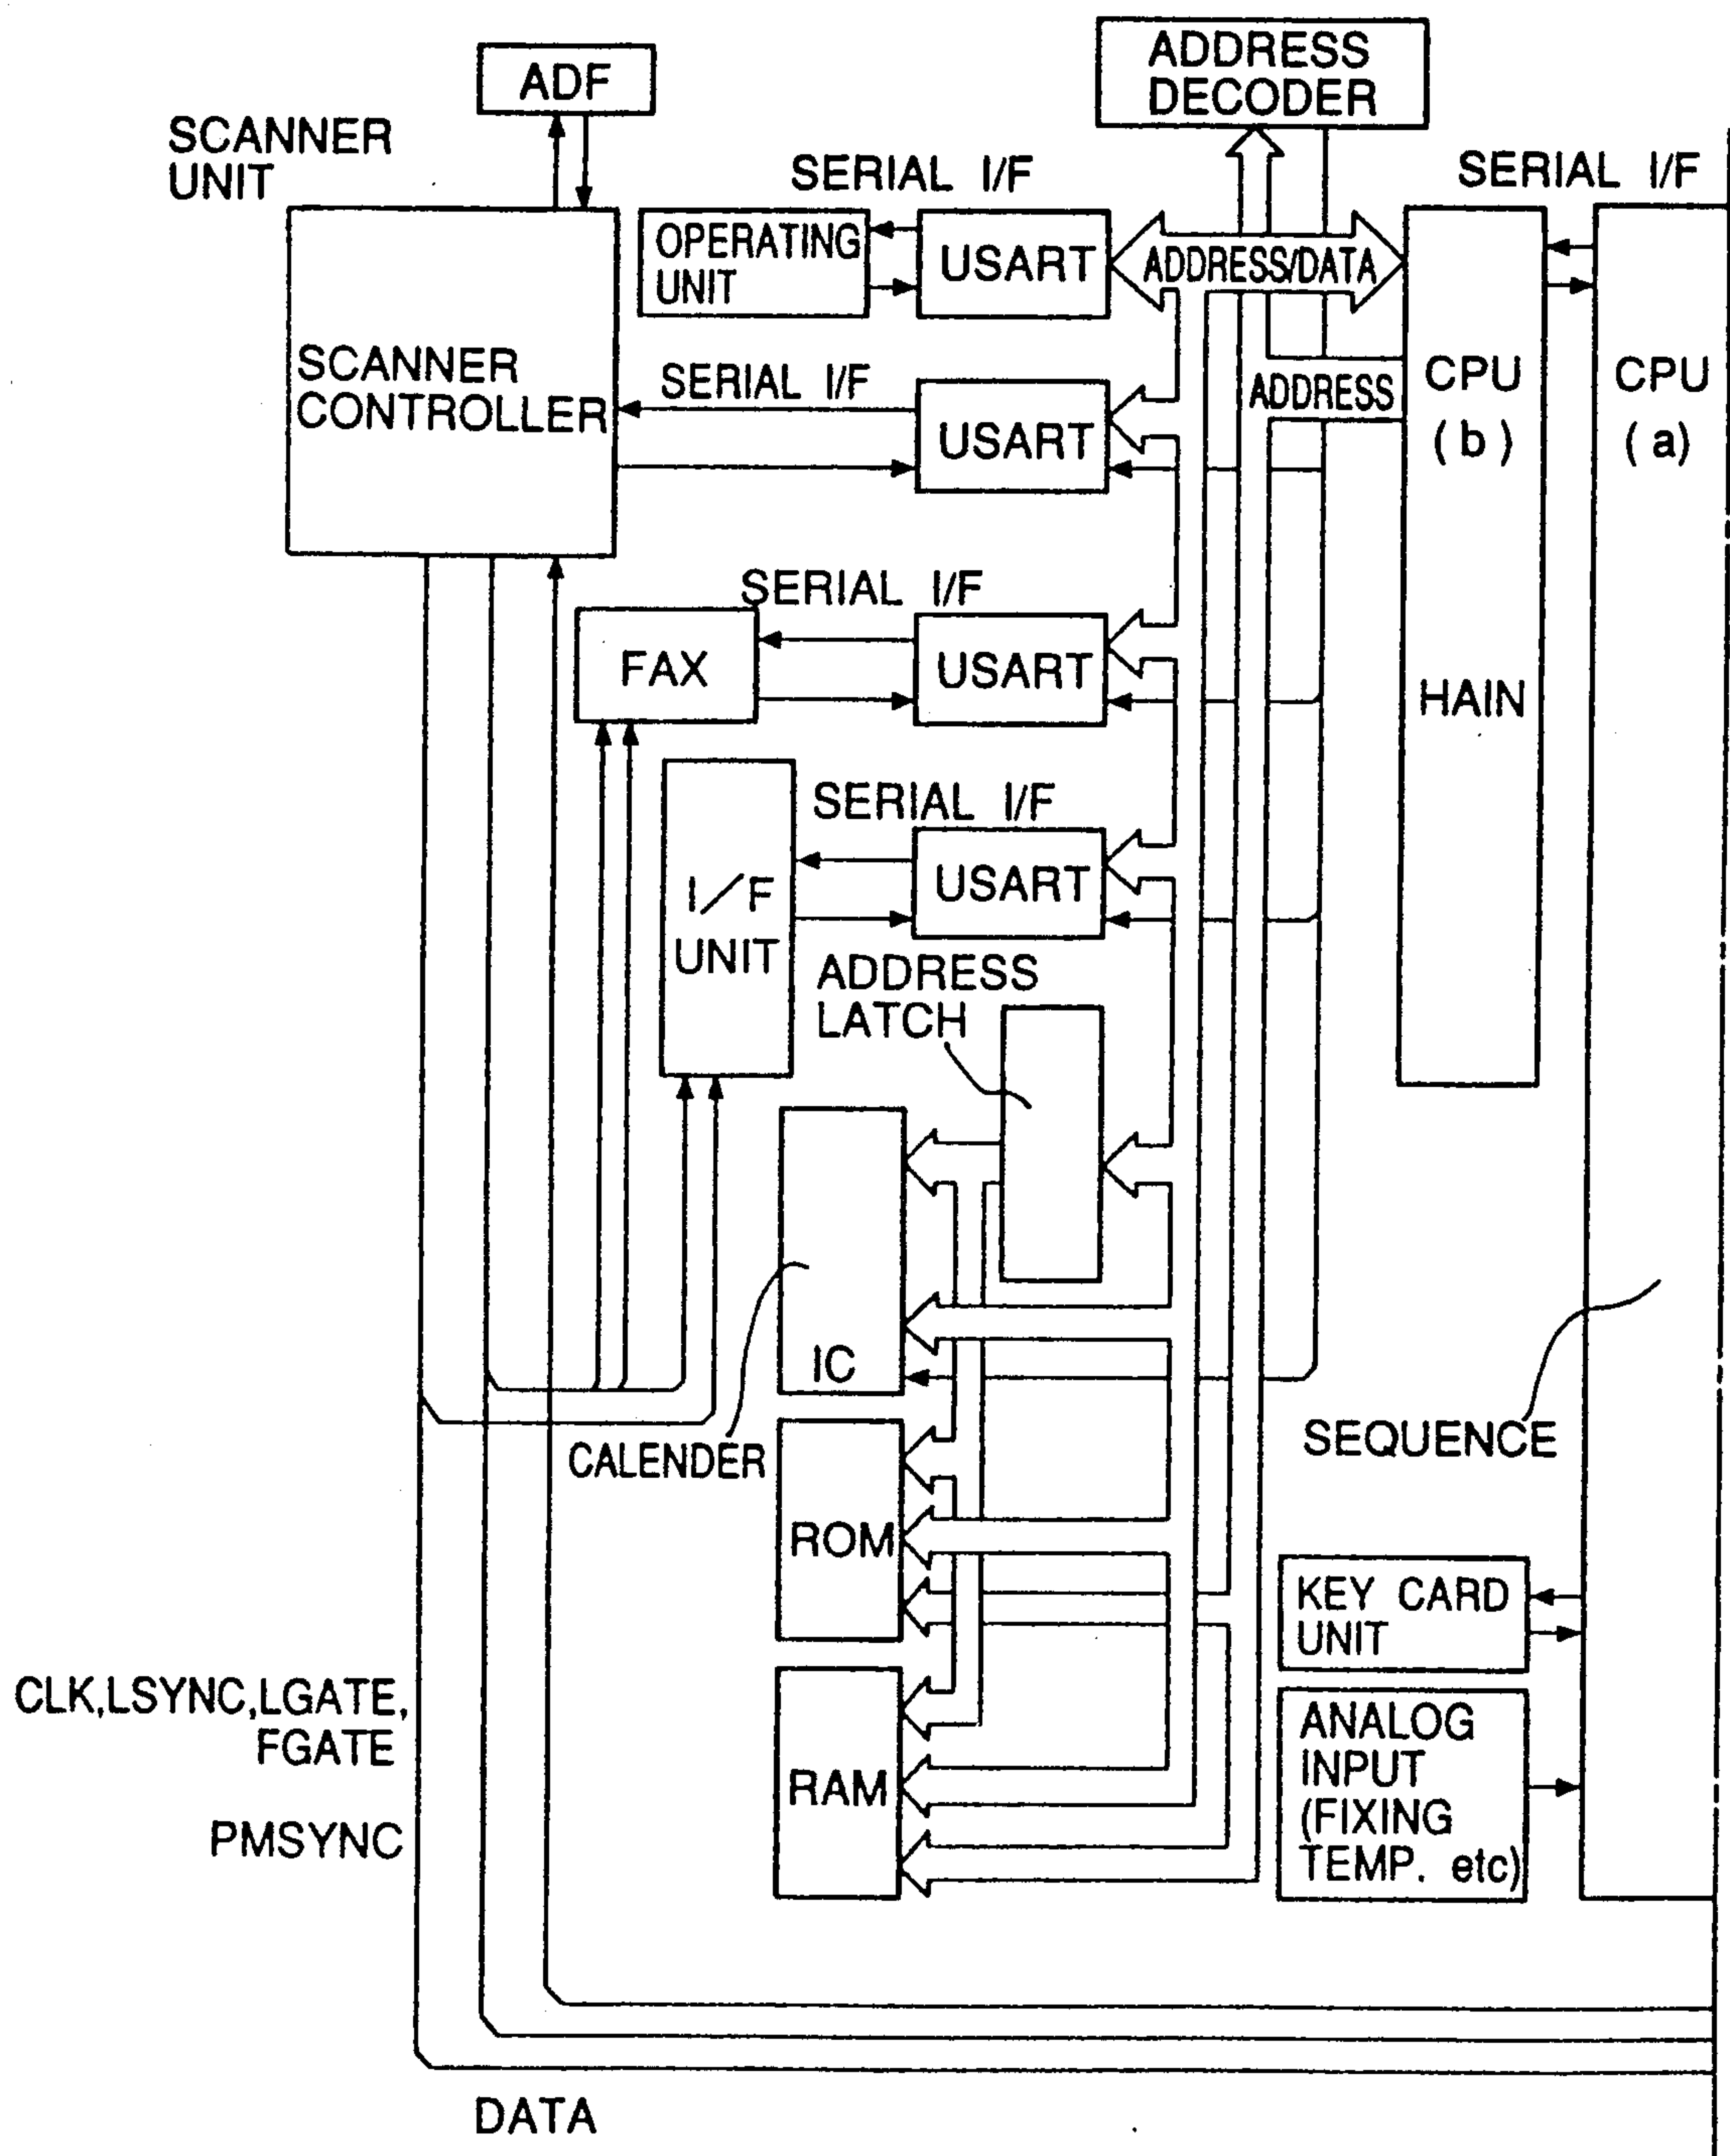 ADF
ADDRESS
DECODER
SCANNER
UNIT
SERIAL I/F
SERIAL I/F
OPERATING
UNIT
USART
ADDRESS/DATA
SCANNER
CONTROLLER
SERIAL I/F
USART
ADDRESS
CPU
(b)
HAIN
CPU
(a)
SERIAL I/F
FAX
USART
SERIAL I/F
I/F
UNIT
USART
ADDRESS
LATCH
IC
CALENDER
SEQUENCE
ROM
KEY CARD
UNIT
CLK,LSYNC,LGATE,
FGATE
ANALOG
INPUT
(FIXING
TEMP. etc)
RAM
PMSYNC
DATA